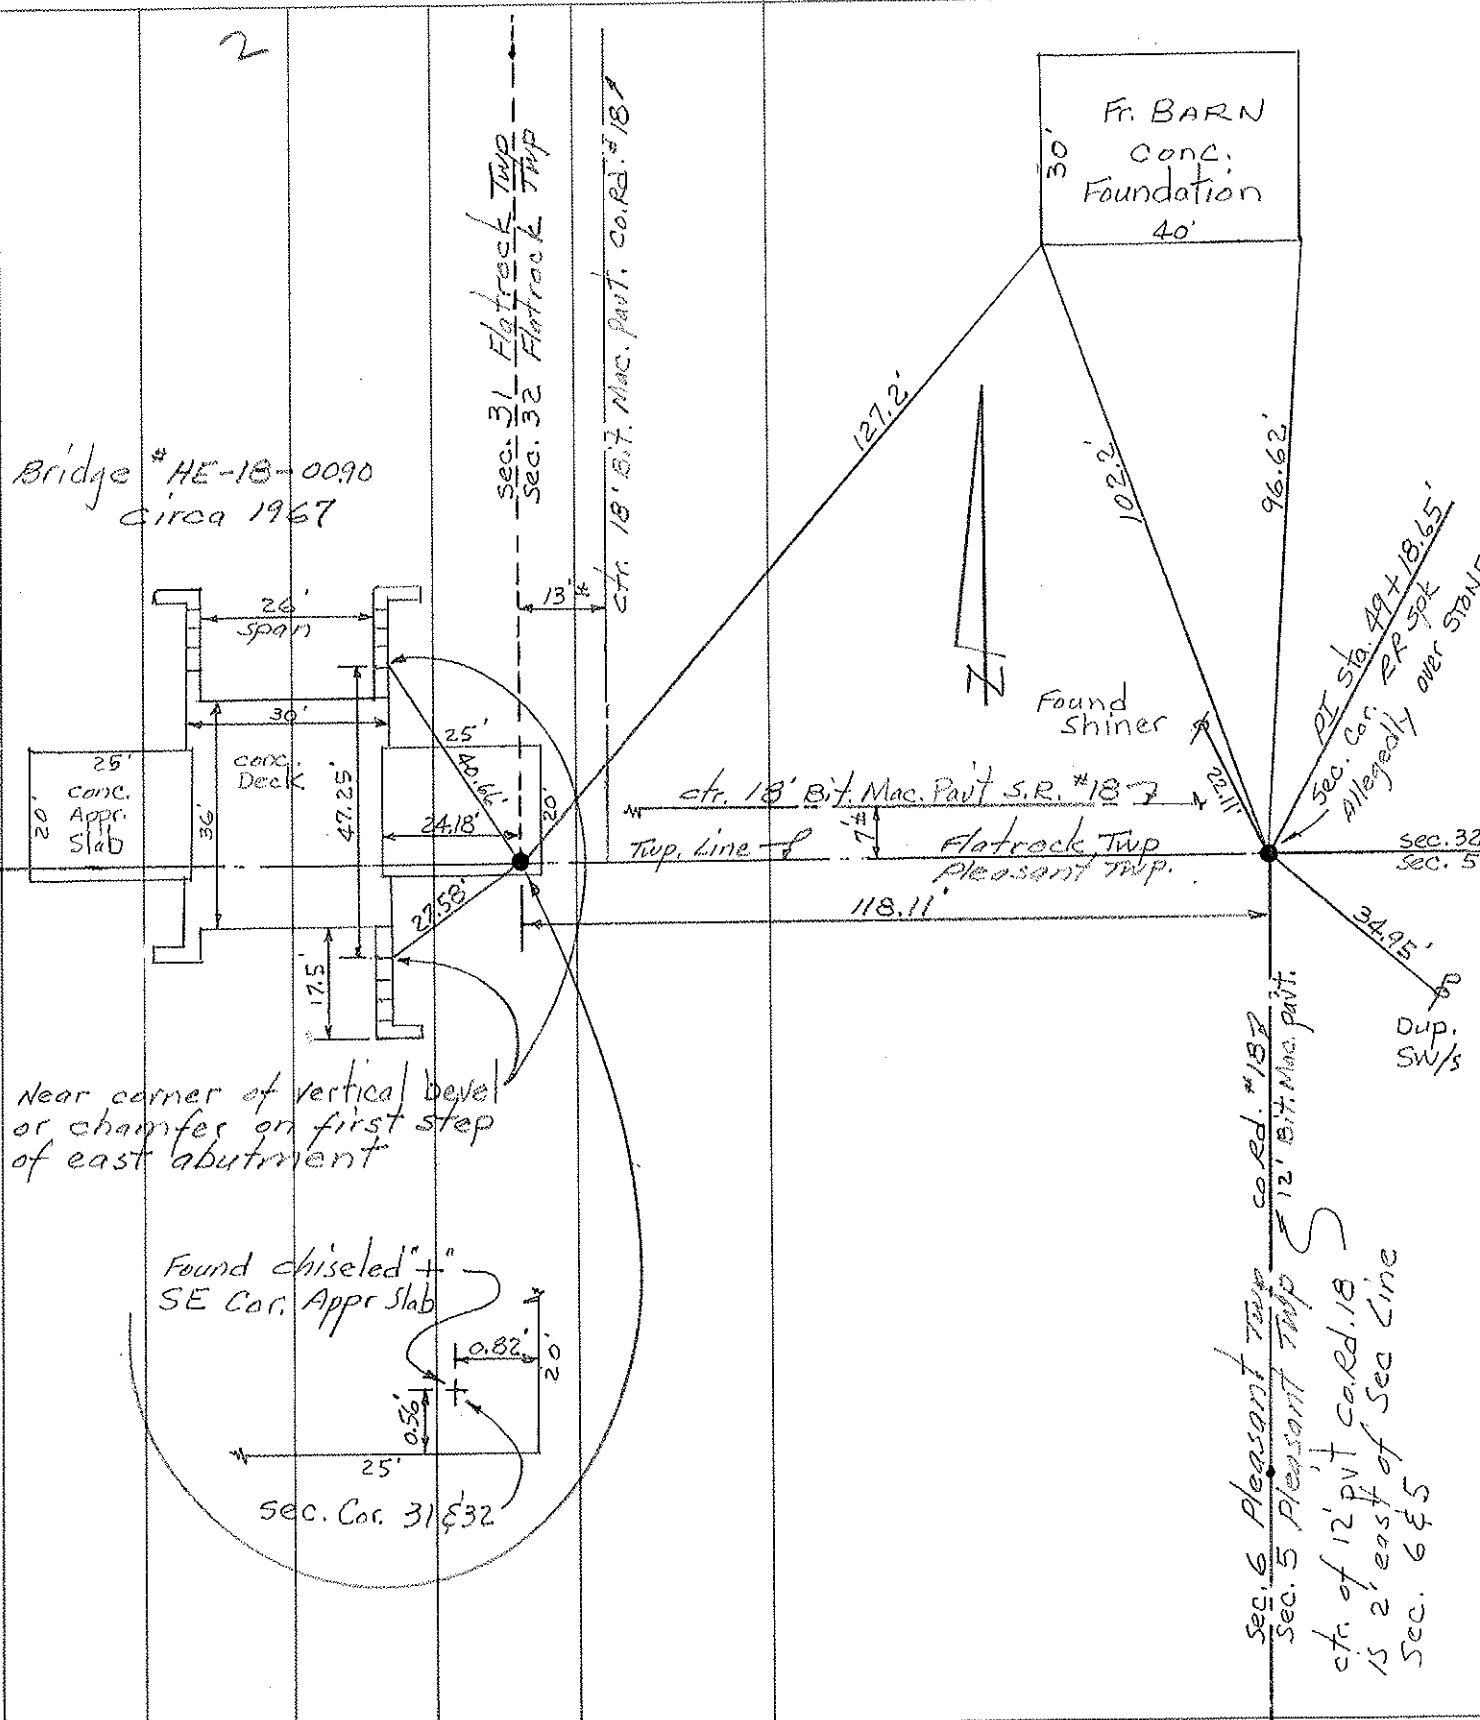 2
Fr. BARN
Conc.
Foundation
30'
40'
Sec. 31 Flatrock Twp
Sec. 32 Flatrock Twp
Ctr. 18' Bit. Mac. Pavt. Co. Rd. #18
Bridge # HE-18-0090
circa 1967
127.2'
102.2'
96.62'
26'
span
13'±
N
Found
Shiner
22.11'
PI Sta. 49+18.65'
Sec. Cor. RR Spk
Allegedly over STONE
30'
25'
conc.
Appr.
Slab
20'
conc.
Deck
36'
47.25'
25'
40.66'
20'
24.18'
27.58'
17.5'
ctr. 18' Bit. Mac. Pavt S.R. #18
7'±
Twp. Line
Flatrock Twp
Pleasant Twp.
Sec. 32
Sec. 5
118.11'
34.95'
Dup.
SW/s
Near corner of vertical bevel
or chamfer on first step
of east abutment
Found chiseled "+"
SE Cor. Appr Slab
0.82'
20'
0.56'
25'
Sec. Cor. 31 & 32
Co Rd. #18
12' Bit. Mac. pavt.
Sec. 6 Pleasant Twp
Sec. 5 Pleasant Twp
ctr. of 12' pvt Co. Rd. 18
is 2' east of Sec Line
Sec. 6 & 5